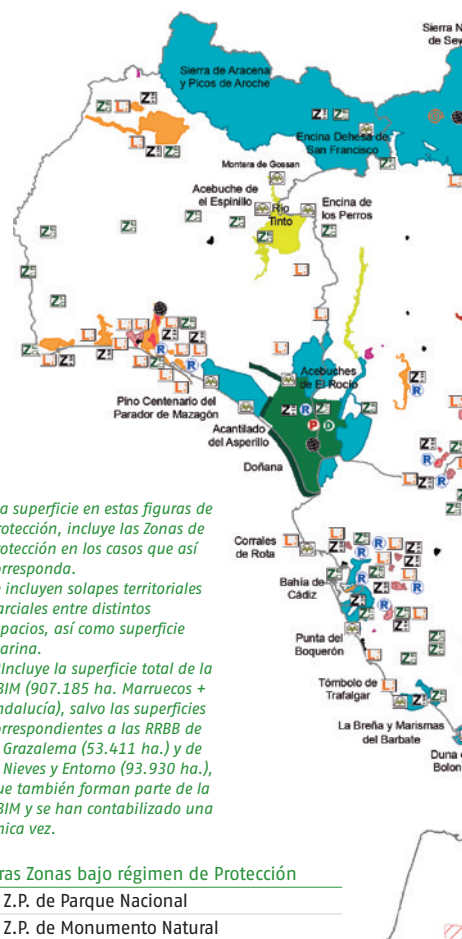 Sierra N
de Sev
Sierra de Aracena
y Picos de Aroche
Encina Dehesa de
San Francisco
Montera de Gossan
Acebuche de
el Espinillo
Río
Tinto
Encina de
los Perros
Acebuches
de El Rocío
Pino Centenario del
Parador de Mazagón
Acantilado
del Asperillo
Doñana
P
D
R
a superficie en estas figuras de
rotección, incluye las Zonas de
rotección en los casos que así
orresponda.
e incluyen solapes territoriales
arciales entre distintos
spacios, así como superficie
arina.
Incluye la superficie total de la
BIM (907.185 ha. Marruecos +
ndalucía), salvo las superficies
orrespondientes a las RRBB de
Grazalema (53.411 ha.) y de
Nieves y Entorno (93.930 ha.),
ue también forman parte de la
BIM y se han contabilizado una
nica vez.
Corrales
de Rota
Bahía de
Cádiz
Punta del
Boquerón
Tómbolo de
Trafalgar
La Breña y Marismas
del Barbate
Duna
Bolon
ras Zonas bajo régimen de Protección
Z.P. de Parque Nacional
Z.P. de Monumento Natural